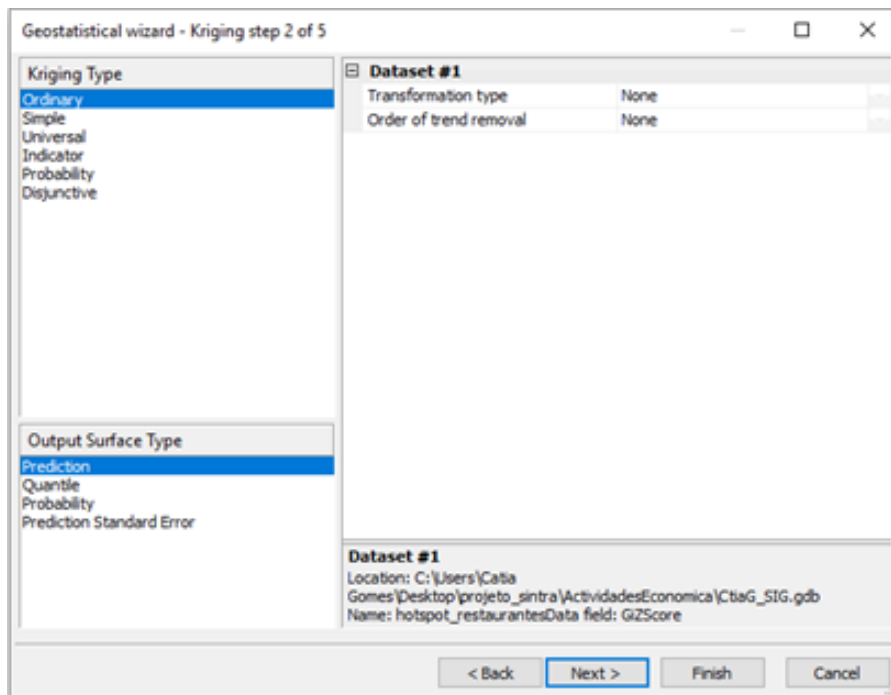 Geostatistical wizard - Kriging step 2 of 5
Kriging Type
Ordinary
Simple
Universal
Indicator
Probability
Disjunctive
Dataset #1
Transformation type None
Order of trend removal None
Output Surface Type
Prediction
Quantile
Probability
Prediction Standard Error
Dataset #1
Location: C:\Users\Catia
Gomes\Desktop\projeto_sintra\ActividadesEconomica\CtiaG_SIG.gdb
Name: hotspot_restaurantesData field: GiZScore
< Back Next > Finish Cancel